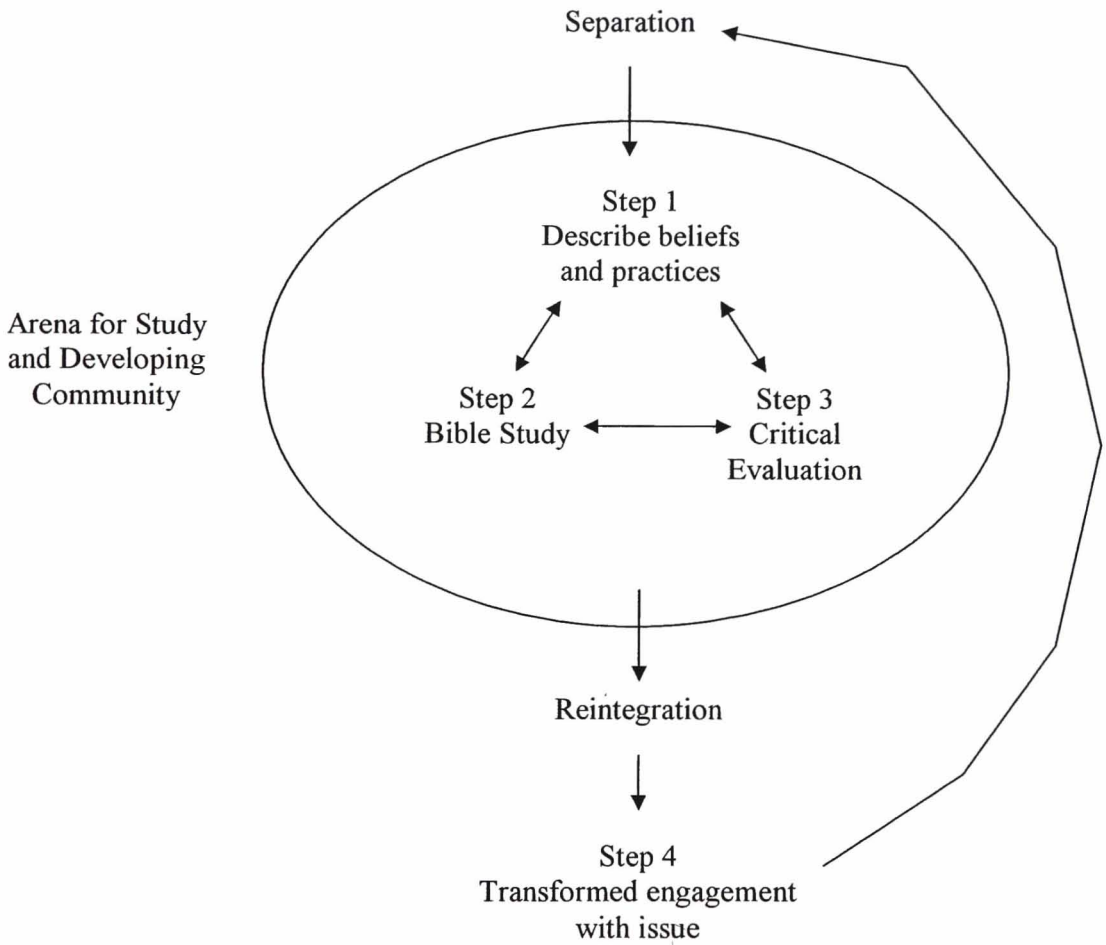 Separation
Step 1
Describe beliefs
and practices
Arena for Study
and Developing
Community
Step 2
Bible Study
Step 3
Critical
Evaluation
Reintegration
Step 4
Transformed engagement
with issue